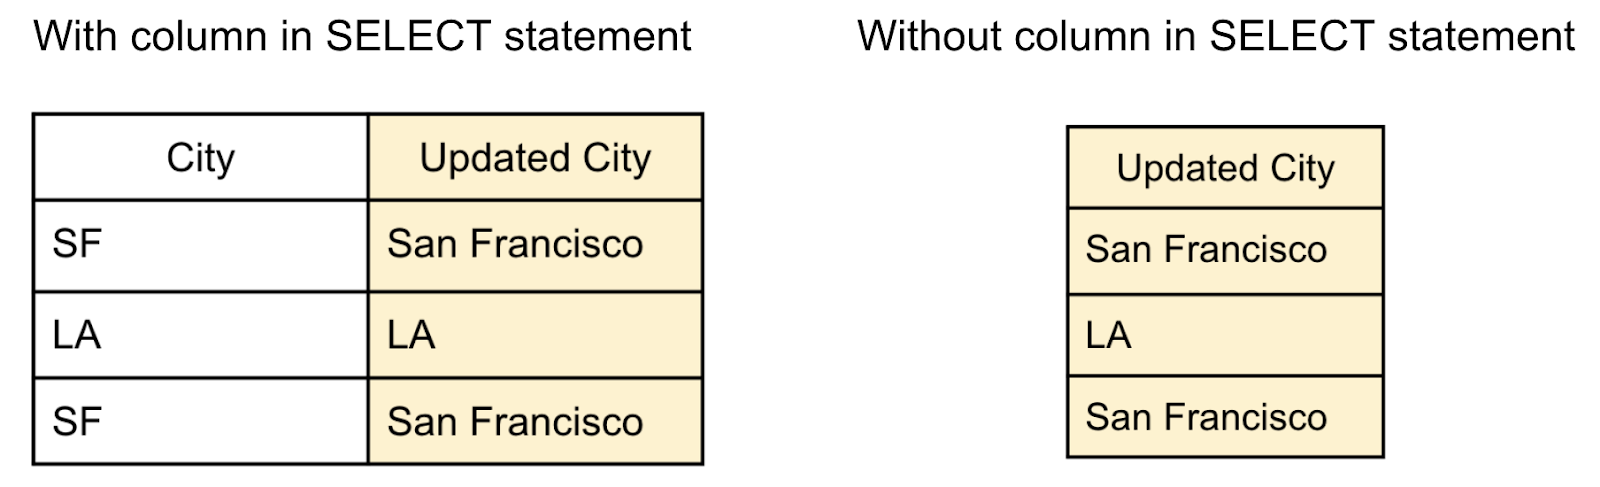 With column in SELECT statement
City Updated City
SF San Francisco
LA LA
SF San Francisco
Without column in SELECT statement
Updated City
San Francisco
LA
San Francisco